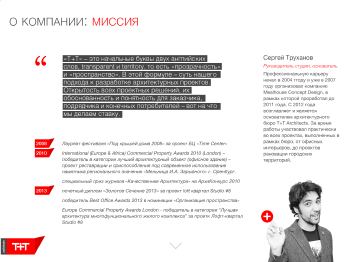 О КОМПАНИИ: МИССИЯ
“
«T+T» – это начальные буквы двух английских
слов, transparent и territory, то есть «прозрачность»
и «пространство». В этой формуле – суть нашего
подхода к разработке архитектурных проектов.
Открытость всех проектных решений, их
обоснованность и понятность для заказчика,
подрядчика и конечных потребителей – вот на что
мы делаем ставку.
Сергей Труханов
Руководитель студии, основатель
Профессиональную карьеру
начал в 2004 году и уже в 2007
году организовал компанию
Meshouse Concept Design, в
рамках которой проработал до
2011 года. С 2012 года
возглавляет и является
основателем архитектурного
бюро T+T Architects. За время
работы участвовал практически
во всех проектах, выполненных в
рамках бюро, от офисных
интерьеров, до проектов
реновации городских
территорий.
2008
Лауреат фестиваля «Под крышей дома 2008» за проект БЦ «Time Center»
2010
International Europe & Africa Commercial Property Awards 2010 (London) –
победитель в категории лучший архитектурный объект (офисное здание) –
проект реставрации и приспособления под современное использование
памятника регионального значения «Мельница И.А. Зарывнова» г. Оренбург
специальный приз журнала «Качественная Архитектура» на АрхиКонкурс 2010
2013
почетный диплом «Золотое Сечение 2013» за проект loft квартал Studio #8
победитель Best Office Awards 2013 в номинации «Организация пространства»
Europe Commercial Property Awards,London - победитель в категории "Лучшая
архитектура многофункционального жилого комплекса" за проект Лофт-квартал
Studio #8
T+T